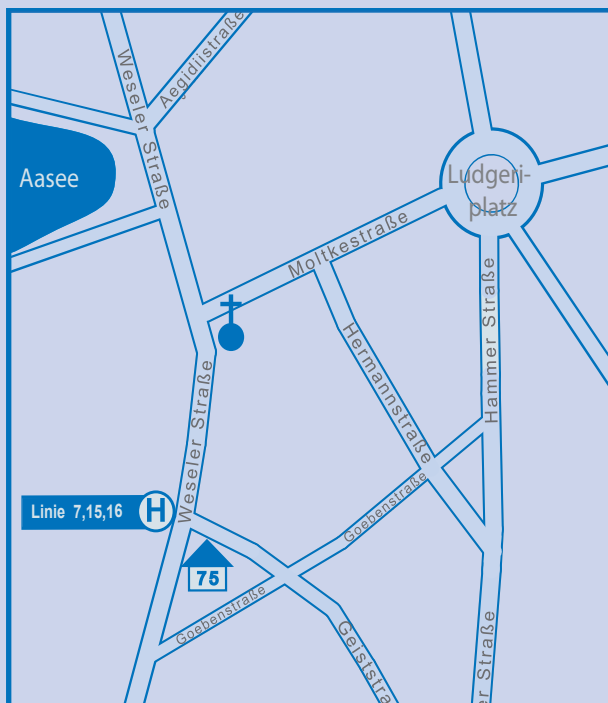 Aegidiistraße
Weseler Straße
Aasee
Ludgeri-
platz
Moltkestraße
Hermannstraße
Hammer Straße
Weseler Straße
Goebenstraße
Linie 7,15,16
H
75
Goebenstraße
Geiststra
er Straße